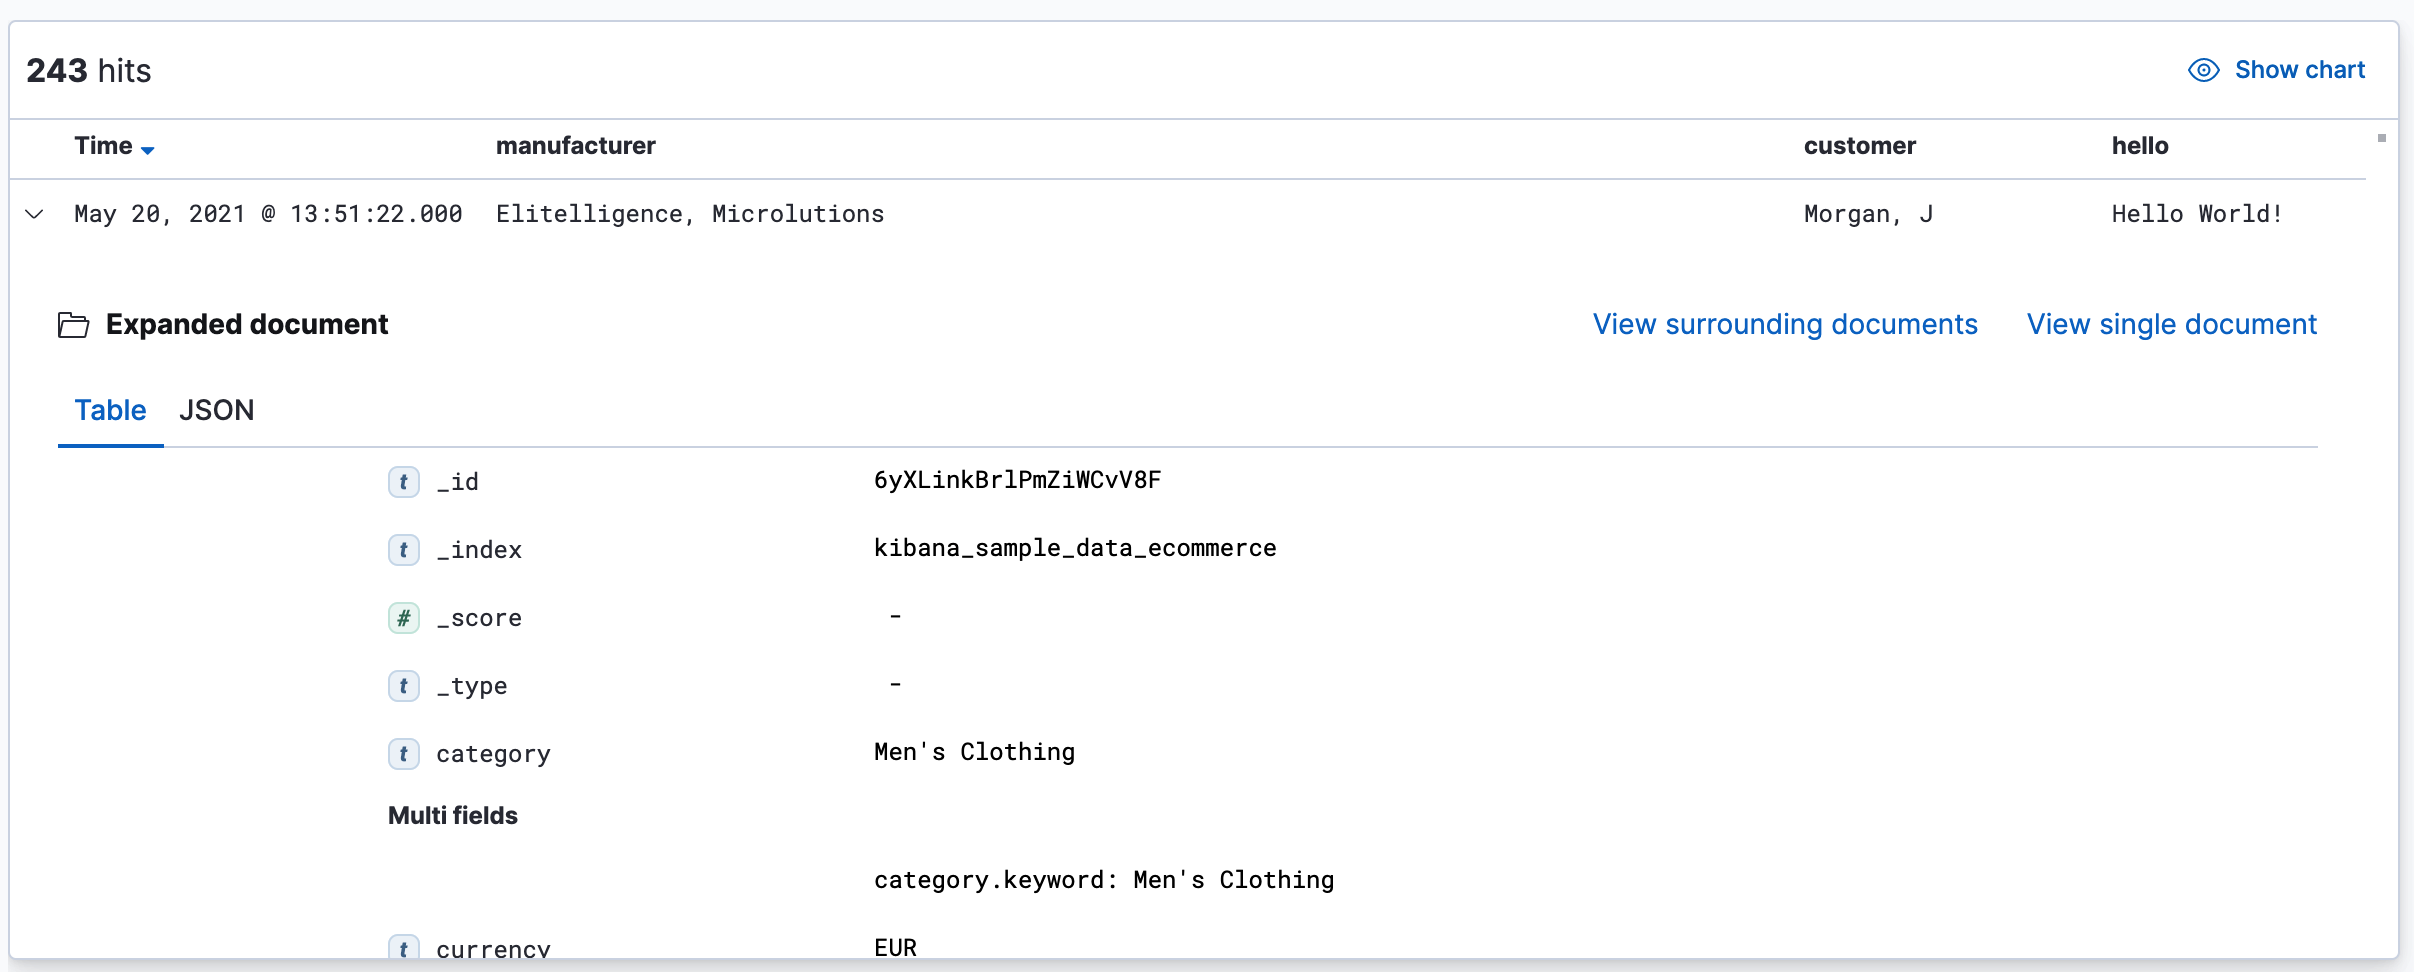 243 hits
Show chart
Time manufacturer customer hello
May 20, 2021 @ 13:51:22.000 Elitelligence, Microlutions Morgan, J Hello World!
Expanded document View surrounding documents View single document
Table JSON
t _id 6yXLinkBrlPmZiWCvV8F
t _index kibana_sample_data_ecommerce
# _score -
t _type -
t category Men's Clothing
Multi fields
category.keyword: Men's Clothing
t currency EUR